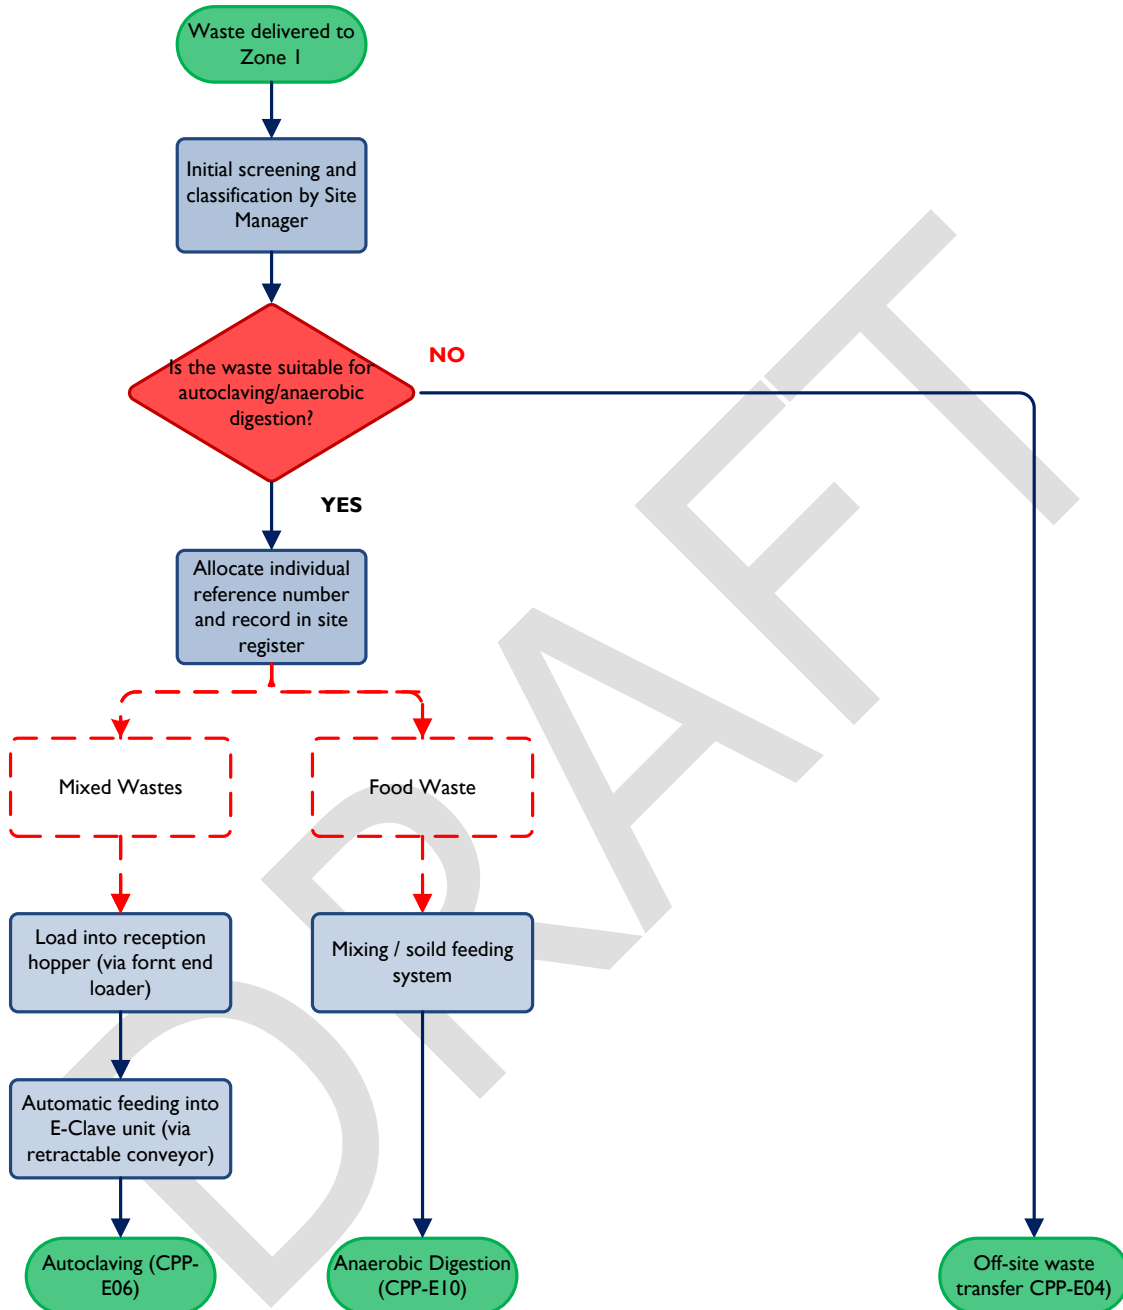 Waste delivered to
Zone 1
Initial screening and
classification by Site
Manager
Is the waste suitable for
autoclaving/anaerobic
digestion?
NO
YES
Allocate individual
reference number
and record in site
register
Mixed Wastes
Food Waste
Load into reception
hopper (via fornt end
loader)
Mixing / soild feeding
system
Automatic feeding into
E-Clave unit (via
retractable conveyor)
Autoclaving (CPP-
E06)
Anaerobic Digestion
(CPP-E10)
Off-site waste
transfer CPP-E04)
DRAFT